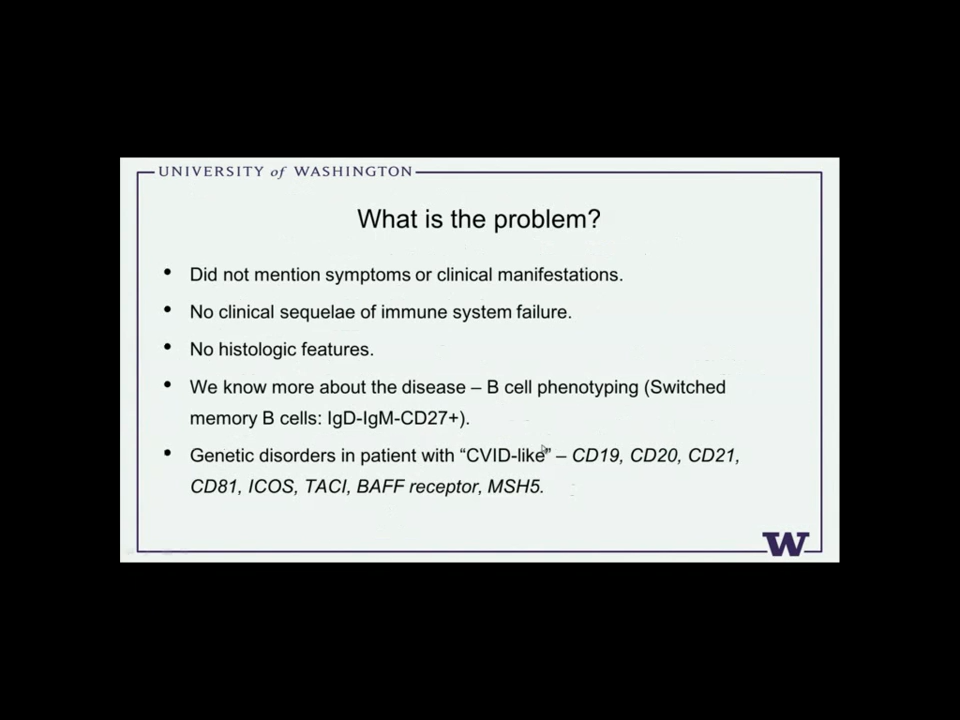 UNIVERSITY of WASHINGTON
What is the problem?
• Did not mention symptoms or clinical manifestations.
• No clinical sequelae of immune system failure.
• No histologic features.
• We know more about the disease – B cell phenotyping (Switched
memory B cells: IgD-IgM-CD27+).
• Genetic disorders in patient with “CVID-like” – CD19, CD20, CD21,
CD81, ICOS, TACI, BAFF receptor, MSH5.
W